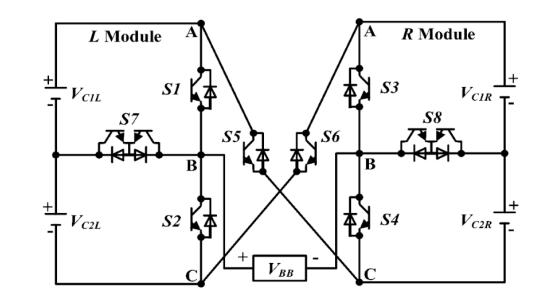 A A
L Module R Module
+ S1 S3 +
V_C1L V_C1R
- S7 S8 -
S5 S6
B B
+ S2 S4 +
V_C2L V_C2R
- -
+ V_BB -
C C